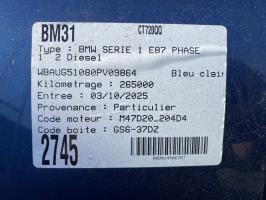 BM31 CT720QQ
Type : BMW SERIE 1 E87 PHASE
1 2 Diesel
WBAUG51080PV09864 Bleu clair
Kilometrage : 265000
Entree : 03/10/2025
Provenance : Particulier
Code moteur : M47D20_204D4
Code boite : GS6-37DZ
2745